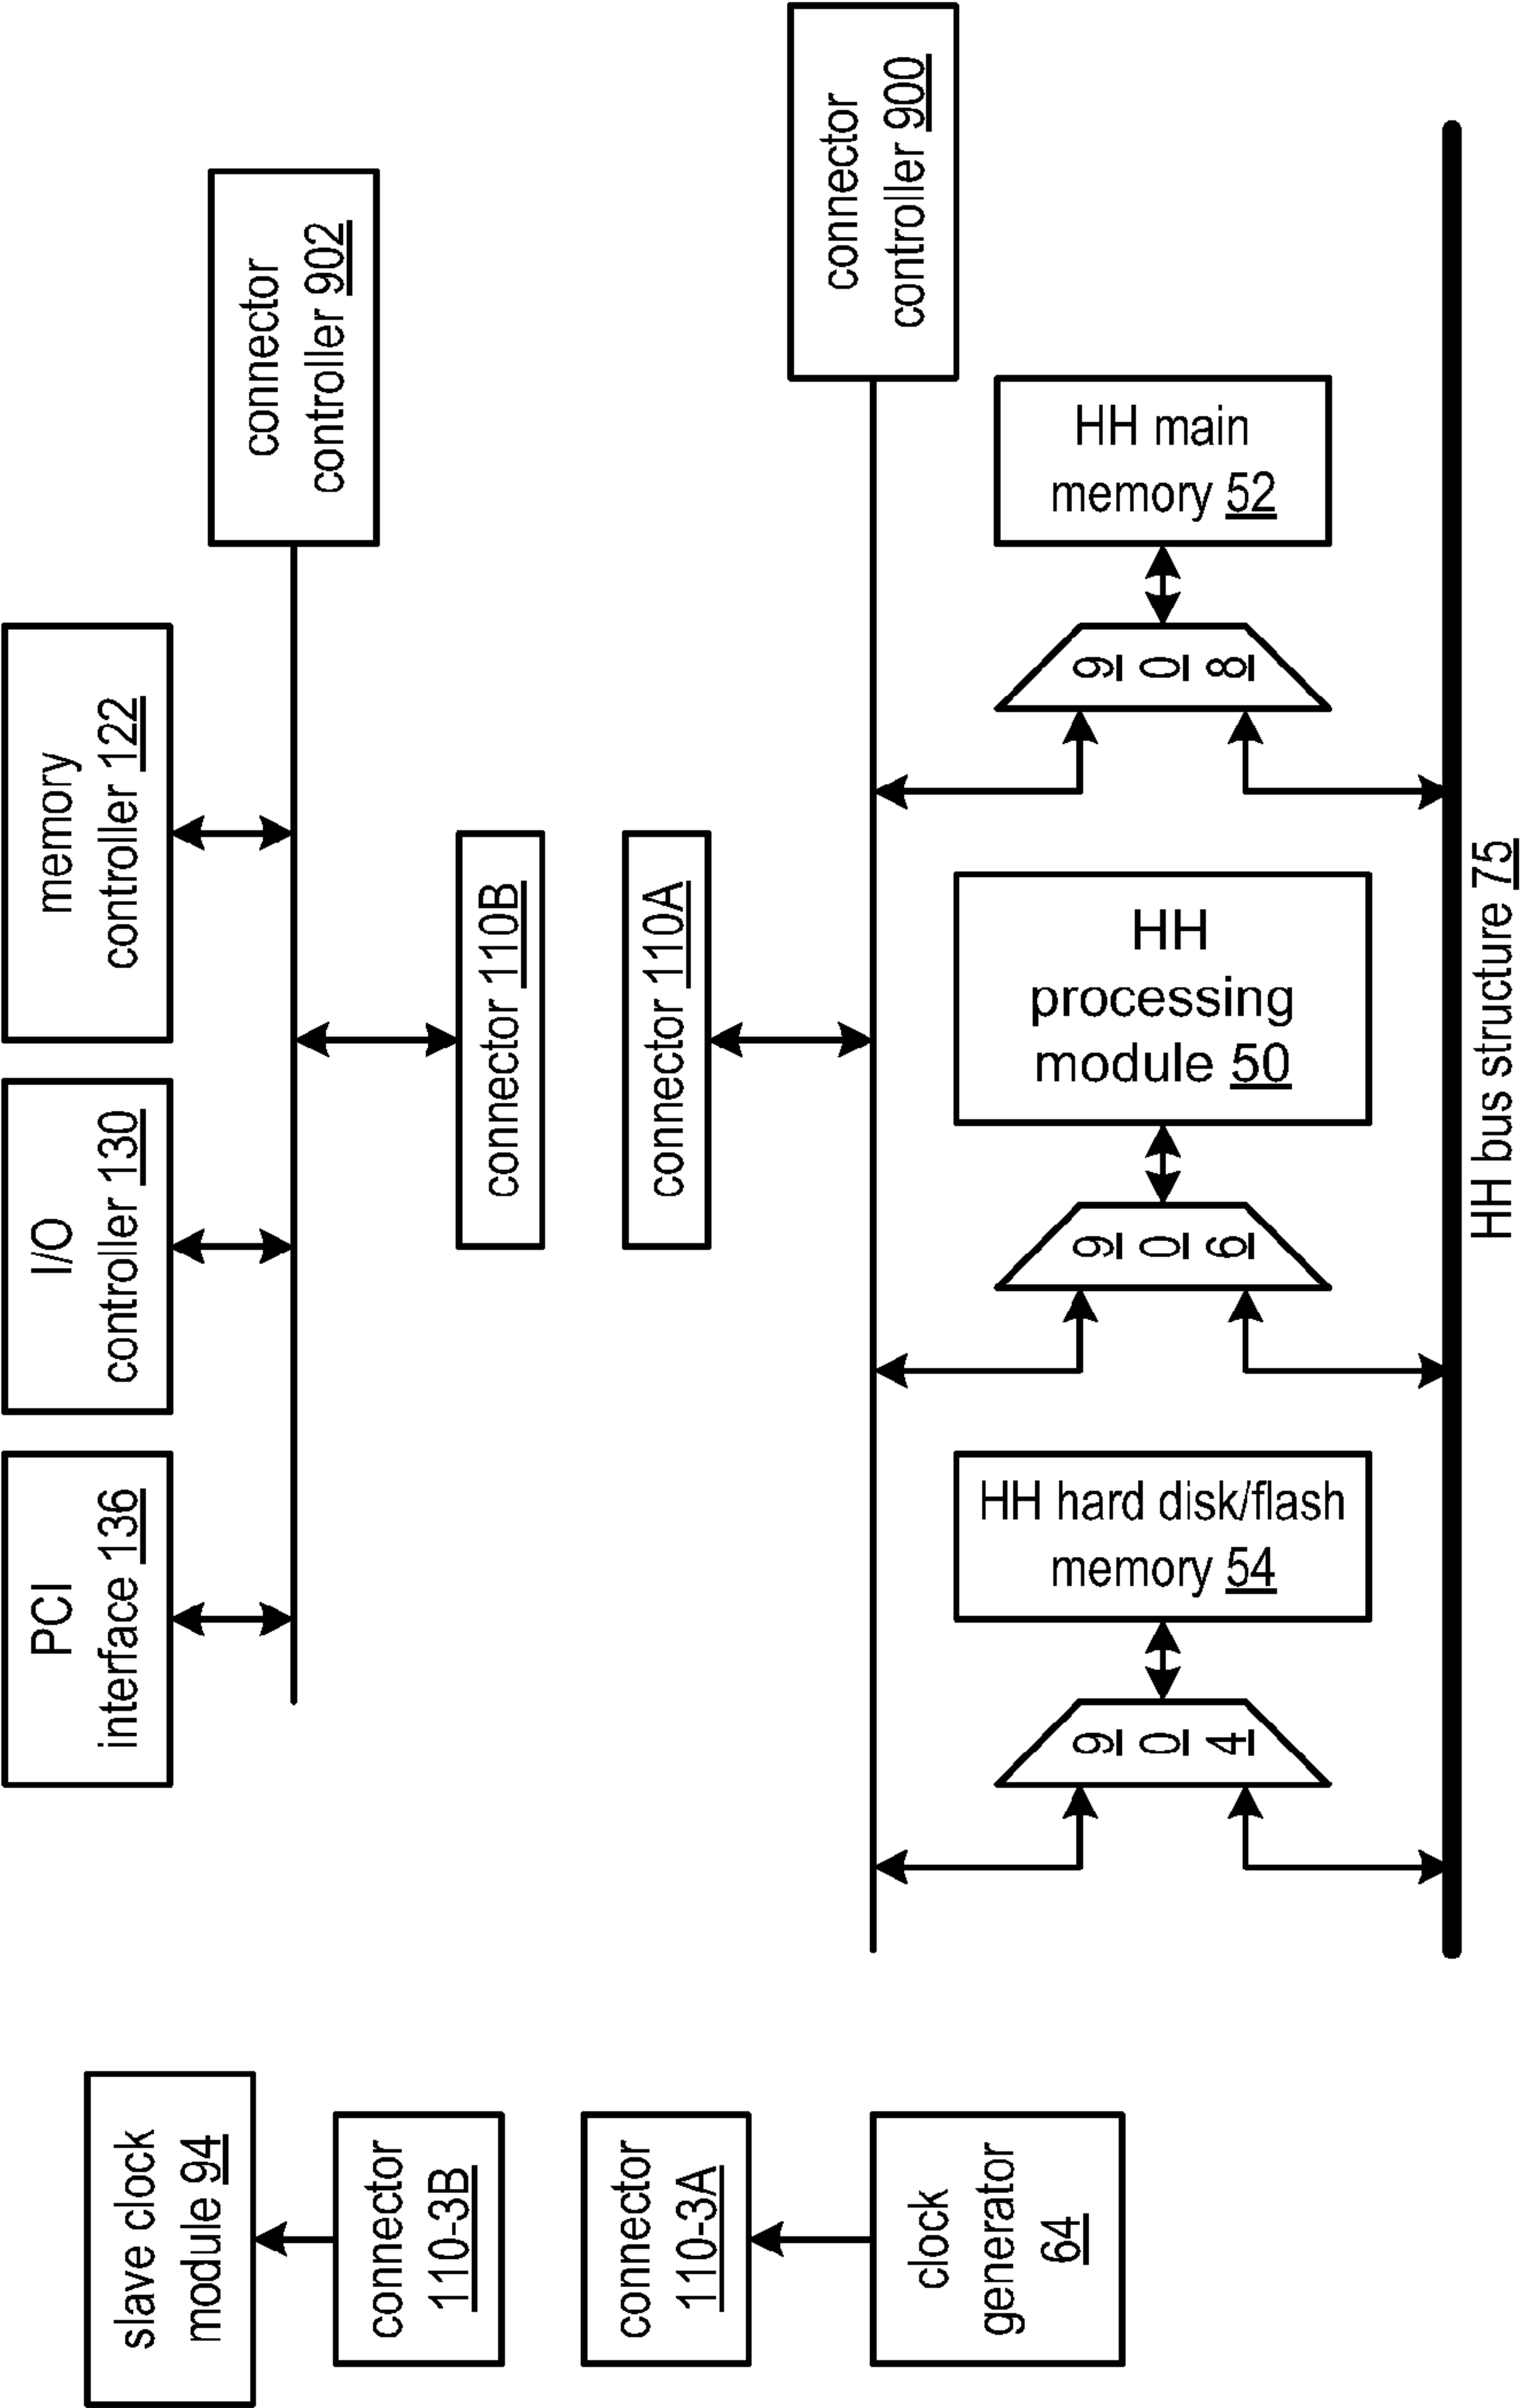 slave clock
module 94
PCI
interface 136
I/O
controller 130
memory
controller 122
connector
controller 902
connector
110-3B
connector 110B
connector
110-3A
connector 110A
clock
generator
64
connector
controller 900
904
HH hard disk/flash
memory 54
906
HH
processing
module 50
908
HH main
memory 52
HH bus structure 75